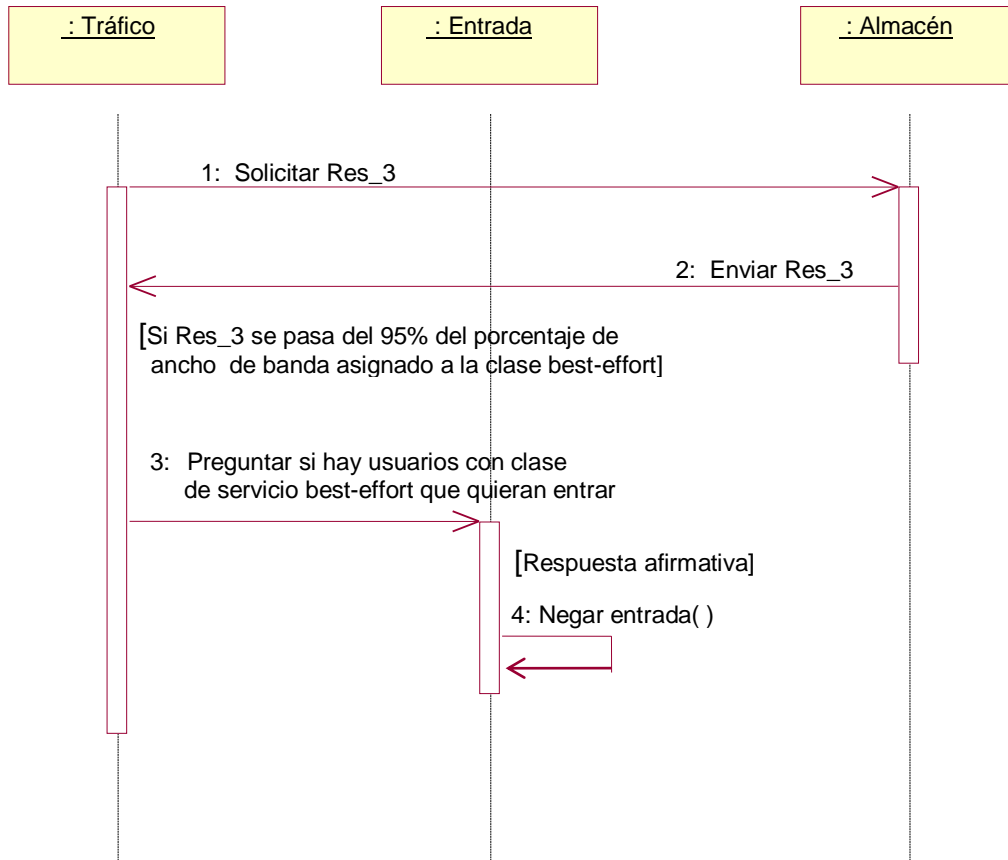 : Tráfico
: Entrada
: Almacén
1: Solicitar Res_3
2: Enviar Res_3
[Si Res_3 se pasa del 95% del porcentaje de
ancho de banda asignado a la clase best-effort]
3: Preguntar si hay usuarios con clase
de servicio best-effort que quieran entrar
[Respuesta afirmativa]
4: Negar entrada( )